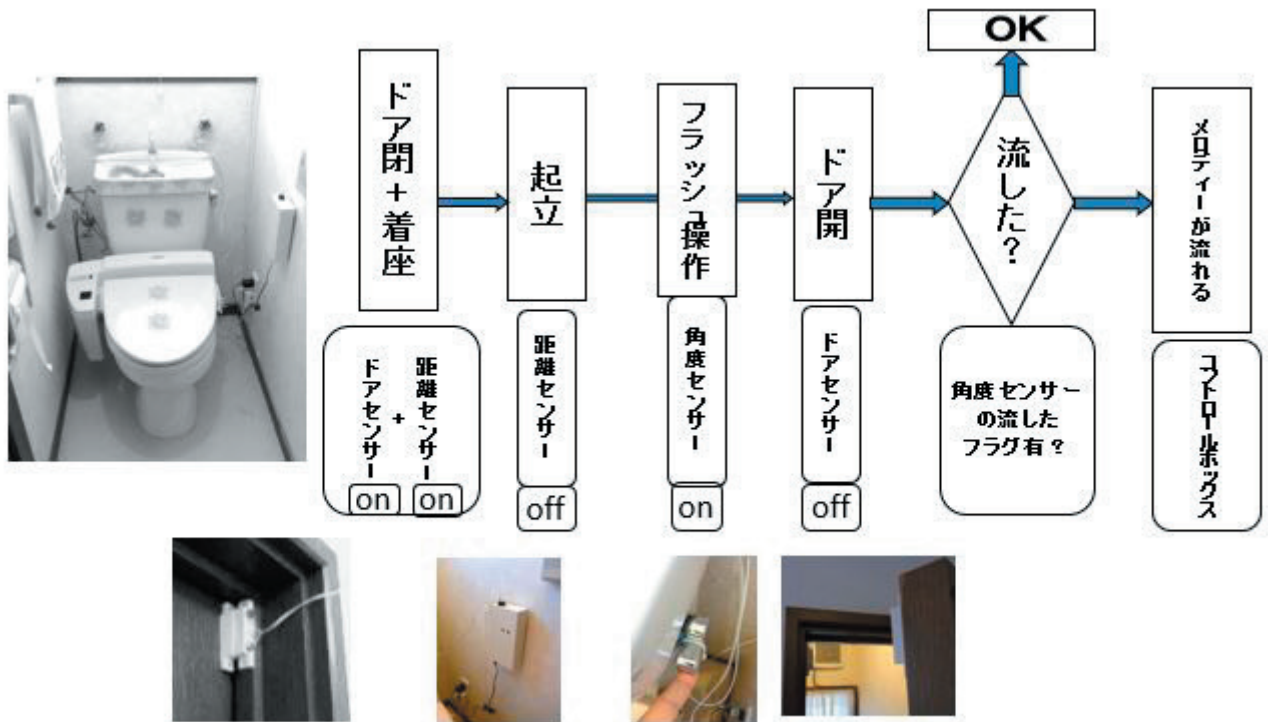 OK
ドア閉+着座
起立
フラッシュ操作
ドア開
流した?
メロディーが流れる
距離センサー
+
ドアセンサー
on
on
距離センサー
off
角度センサー
on
ドアセンサー
off
角度センサー
の流した
フラグ有?
コントロールボックス